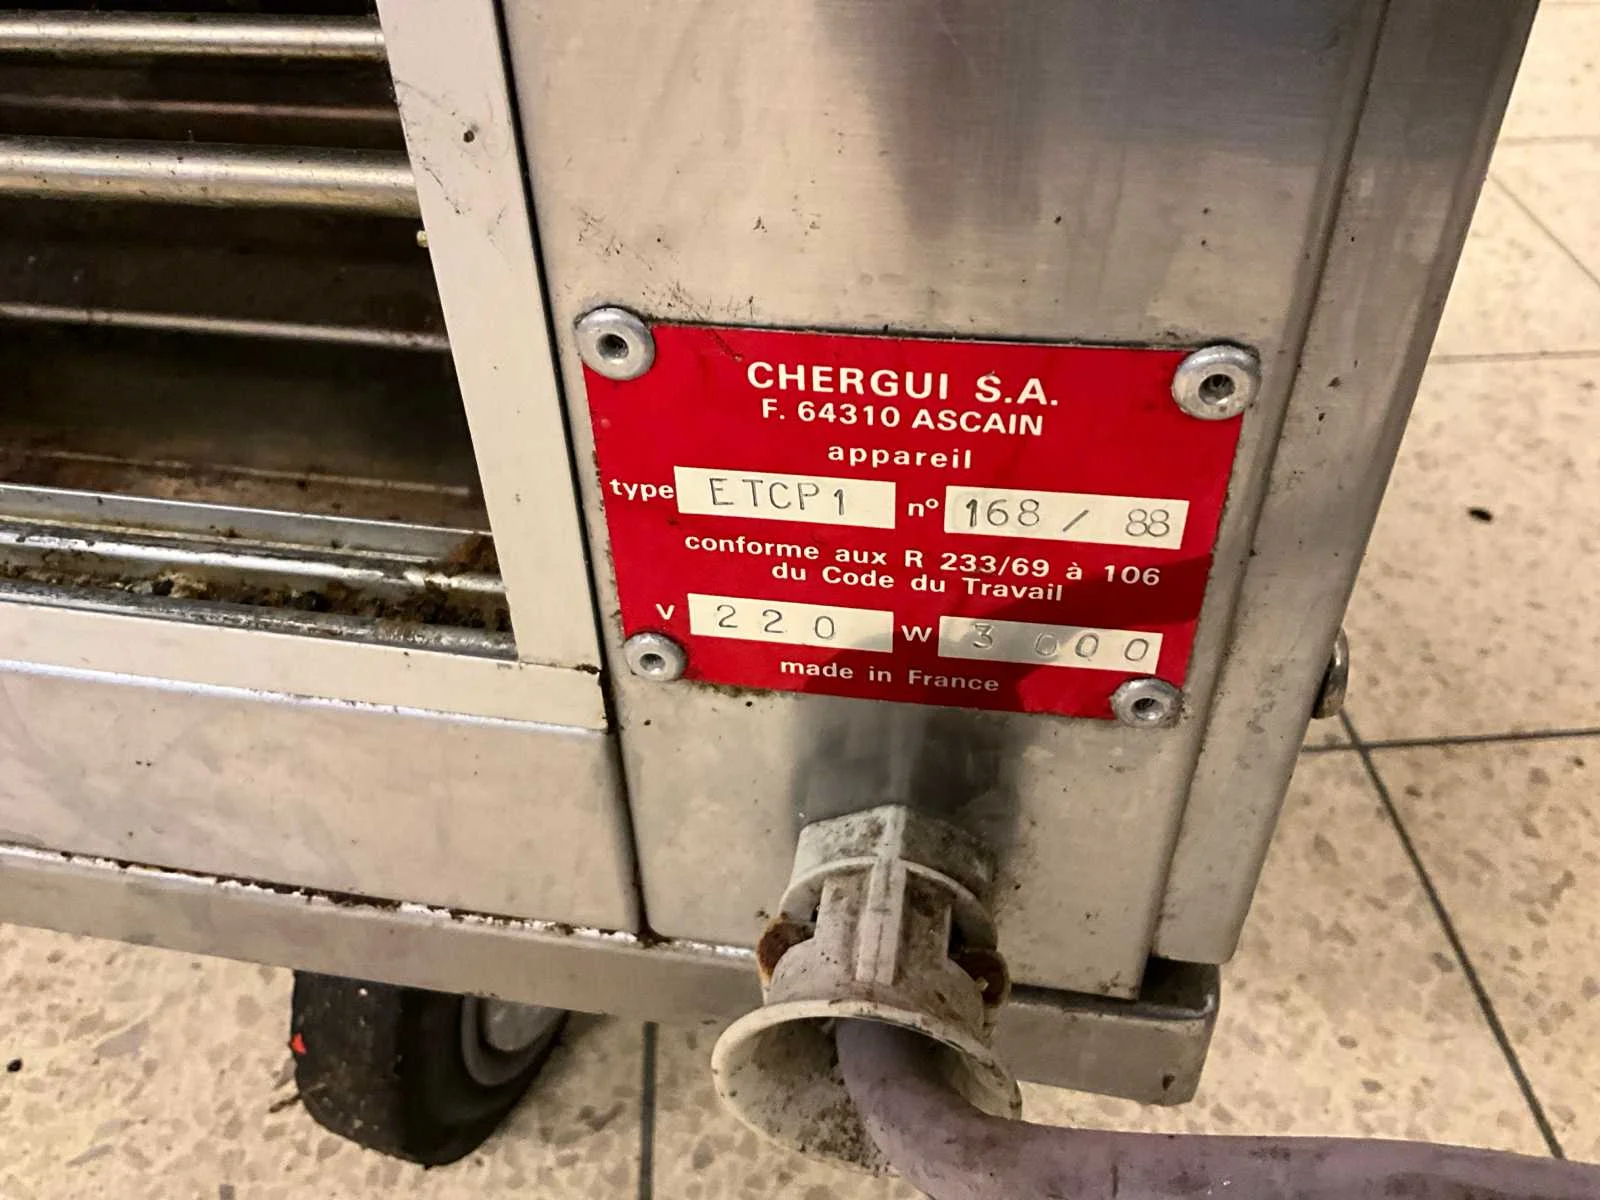 CHERGUI S.A.
F. 64310 ASCAIN
appareil
type ETCP1 nº 168 / 88
conforme aux R 233/69 à 106
du Code du Travail
V 220 W 3 000
made in France